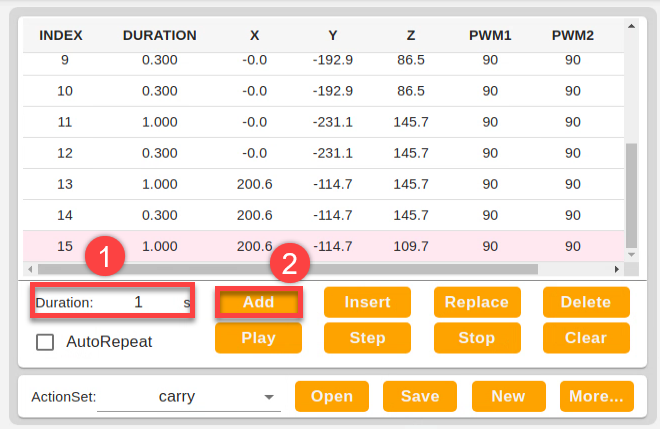 INDEX DURATION X Y Z PWM1 PWM2
9 0.300 -0.0 -192.9 86.5 90 90
10 0.300 -0.0 -192.9 86.5 90 90
11 1.000 -0.0 -231.1 145.7 90 90
12 0.300 -0.0 -231.1 145.7 90 90
13 1.000 200.6 -114.7 145.7 90 90
14 0.300 200.6 -114.7 145.7 90 90
15 1.000 200.6 -114.7 109.7 90 90
1 2
Duration: 1 s Add Insert Replace Delete
AutoRepeat Play Step Stop Clear
ActionSet: carry Open Save New More...